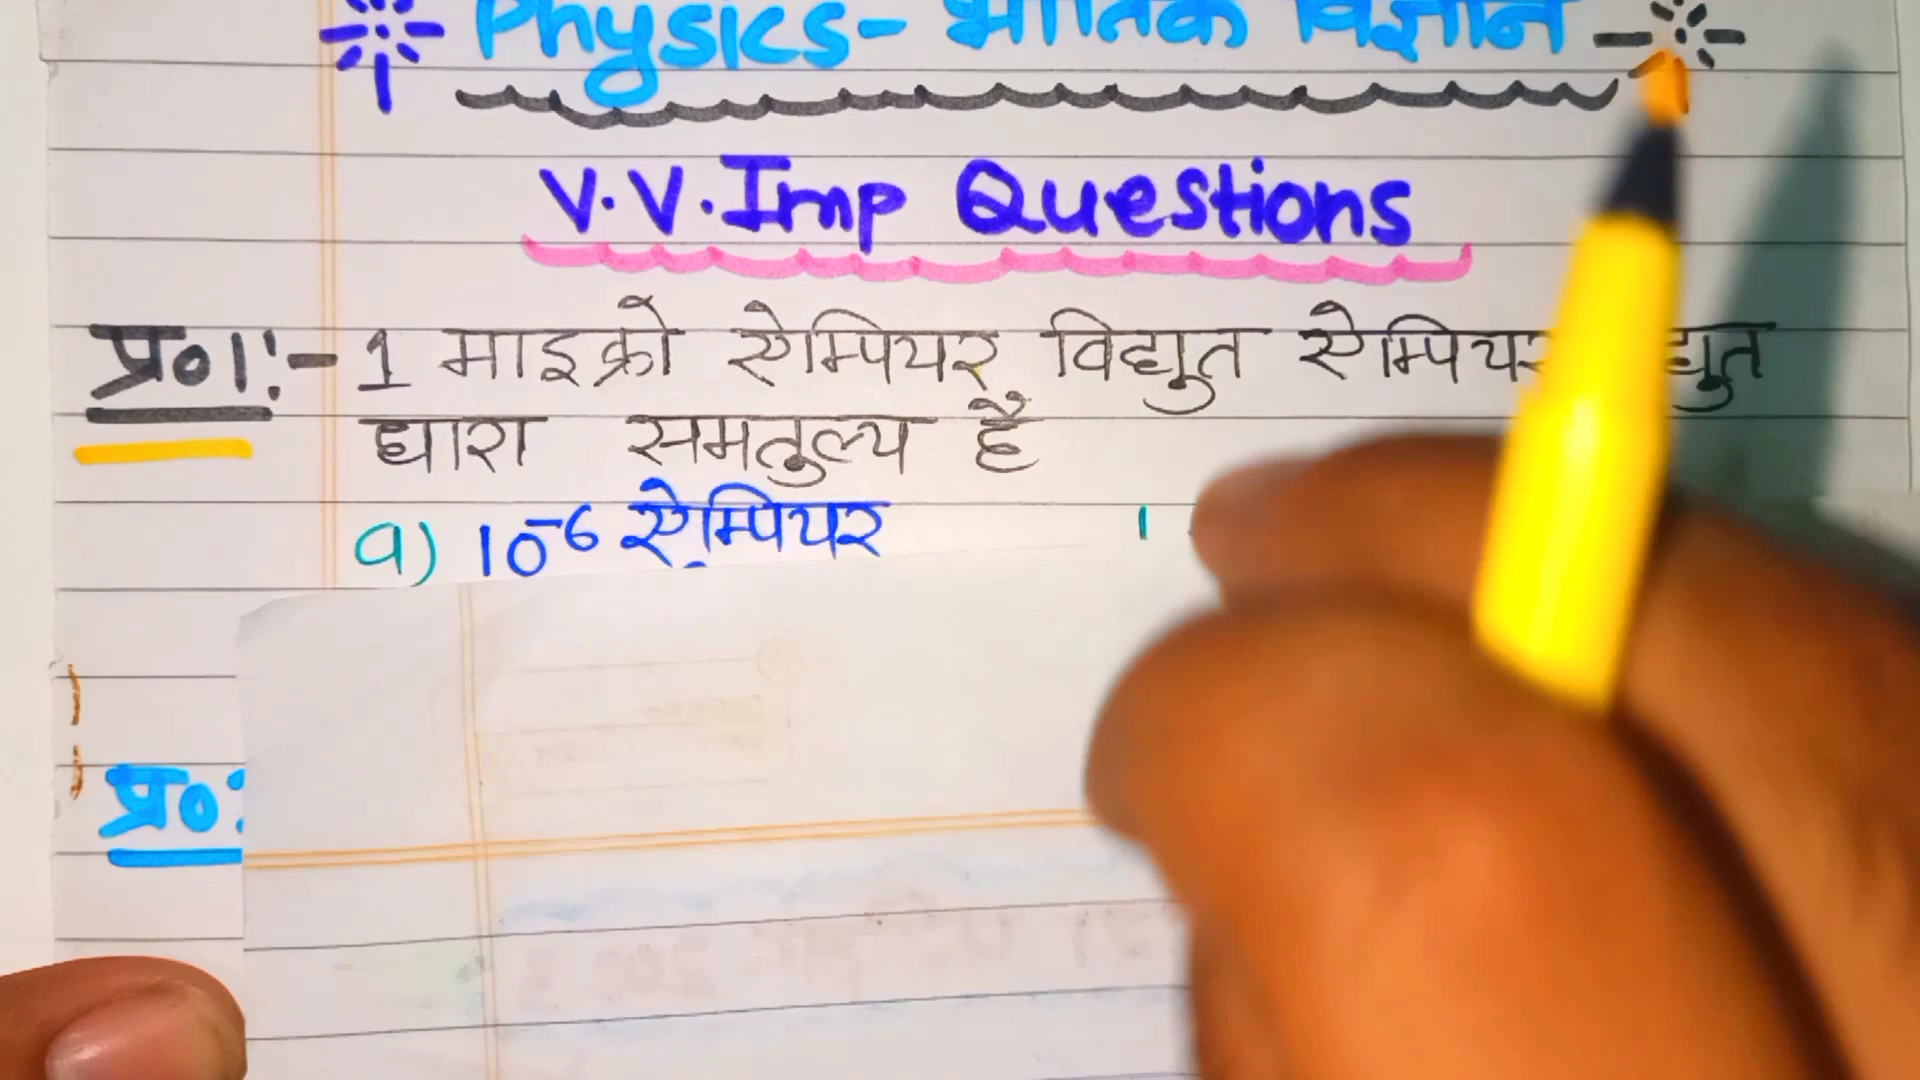 Physics- भौतिक विज्ञान
V.V.Imp Questions
प्र०1:- 1 माइक्रो ऐम्पियर विद्युत ऐम्पियर
धारा समतुल्य है
a) 10-6 ऐम्पियर
प्र०